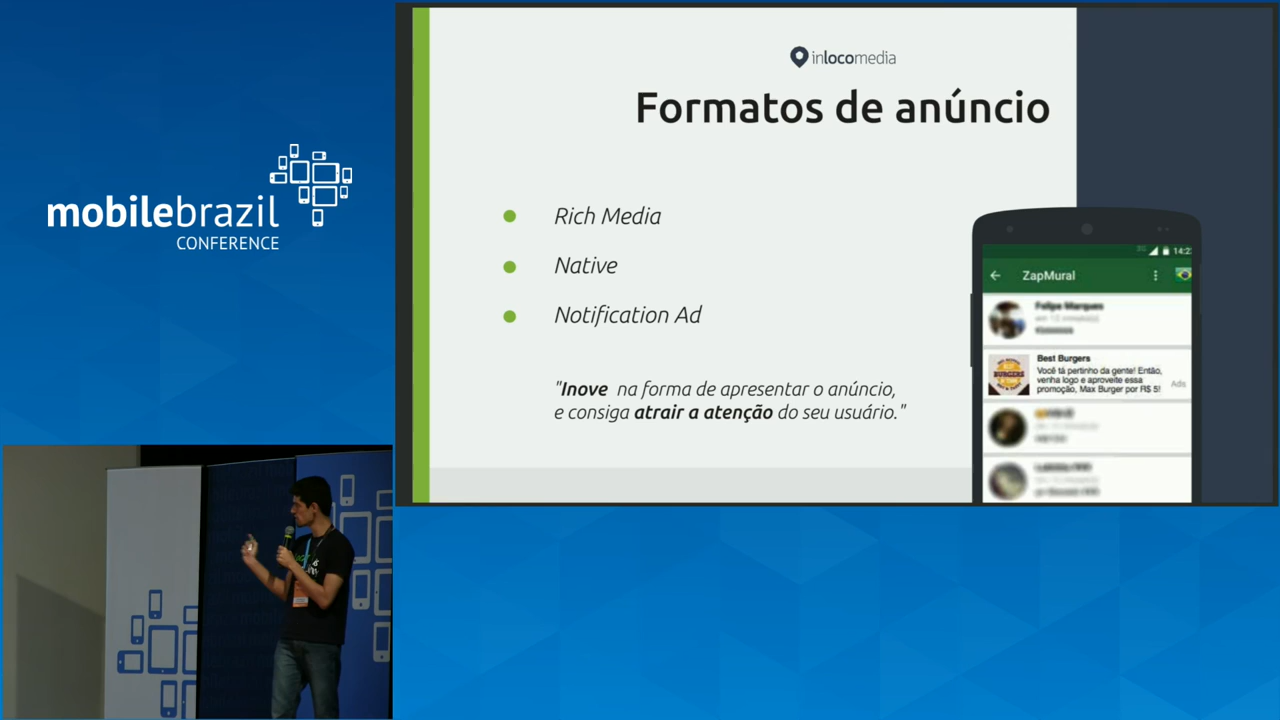 mobilebrazil
CONFERENCE
inlocomedia
Formatos de anúncio
Rich Media
Native
Notification Ad
"Inove na forma de apresentar o anúncio,
e consiga atrair a atenção do seu usuário."
14:2
ZapMural
Felipe Marques
Best Burgers
Você tá pertinho da gente! Então,
venha logo e aproveite essa
promoção, Max Burger por R$ 5!
Ads